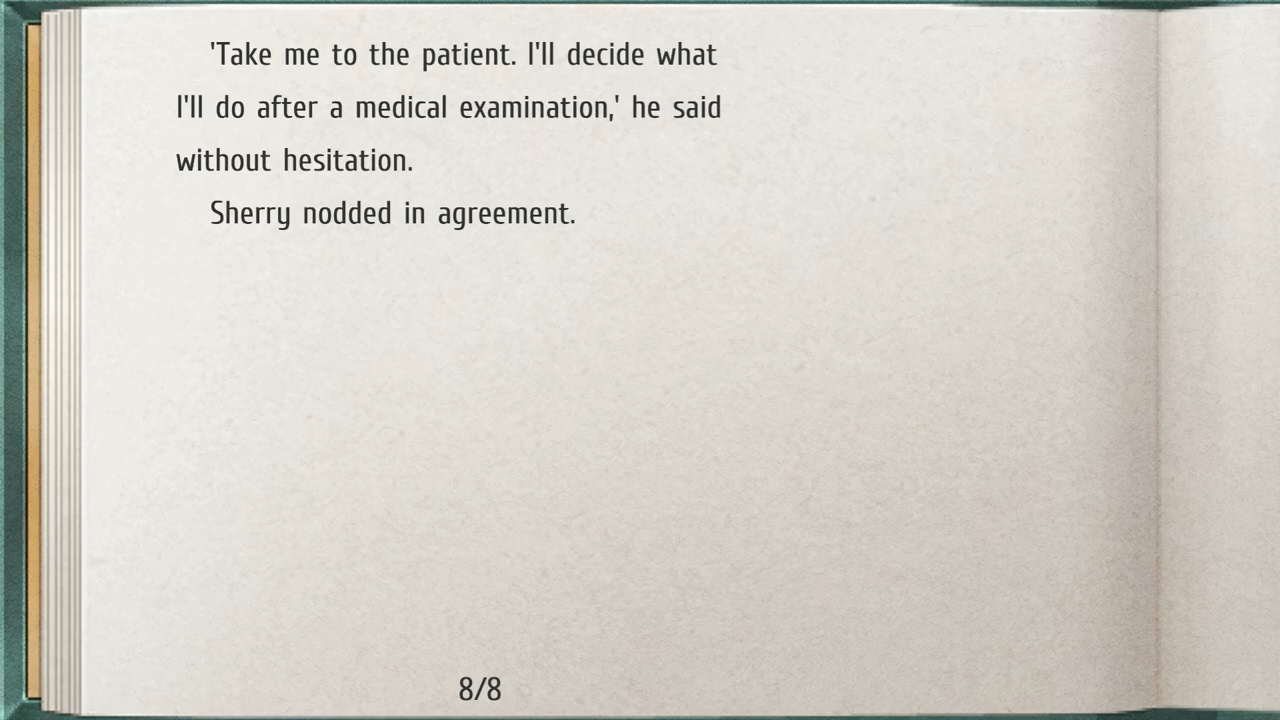 'Take me to the patient. I'll decide what
I'll do after a medical examination,' he said
without hesitation.
Sherry nodded in agreement.
8/8